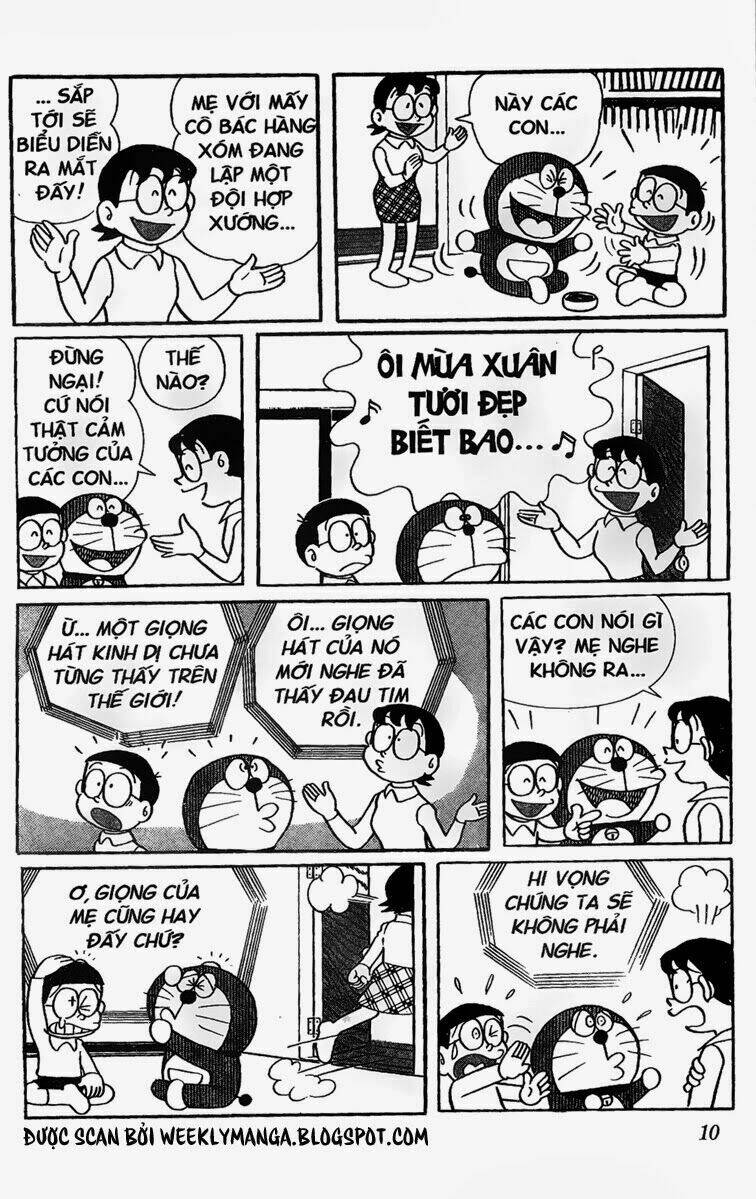 NÀY CÁC
CON...
MẸ VỚI MẤY
CÔ BÁC HÀNG
XÓM ĐANG
LẬP MỘT
ĐỘI HỢP
XƯỚNG...
... SẮP
TỚI SẼ
BIỂU DIỄN
RA MẮT
ĐẤY!
ÔI MÙA XUÂN
TƯƠI ĐẸP
BIẾT BAO...
THẾ
NÀO?
ĐỪNG
NGẠI!
CỨ NÓI
THẬT CẢM
TƯỞNG CỦA
CÁC CON...
CÁC CON NÓI GÌ
VẬY? MẸ NGHE
KHÔNG RA...
ÔI... GIỌNG
HÁT CỦA NÓ
MỚI NGHE ĐÃ
THẤY ĐAU TIM
RỒI.
Ừ... MỘT GIỌNG
HÁT KINH DỊ CHƯA
TỪNG THẤY TRÊN
THẾ GIỚI!
HI VỌNG
CHÚNG TA SẼ
KHÔNG PHẢI
NGHE.
Ơ, GIỌNG CỦA
MẸ CŨNG HAY
ĐẤY CHỨ?
ĐƯỢC SCAN BỞI WEEKLYMANGA.BLOGSPOT.COM
10